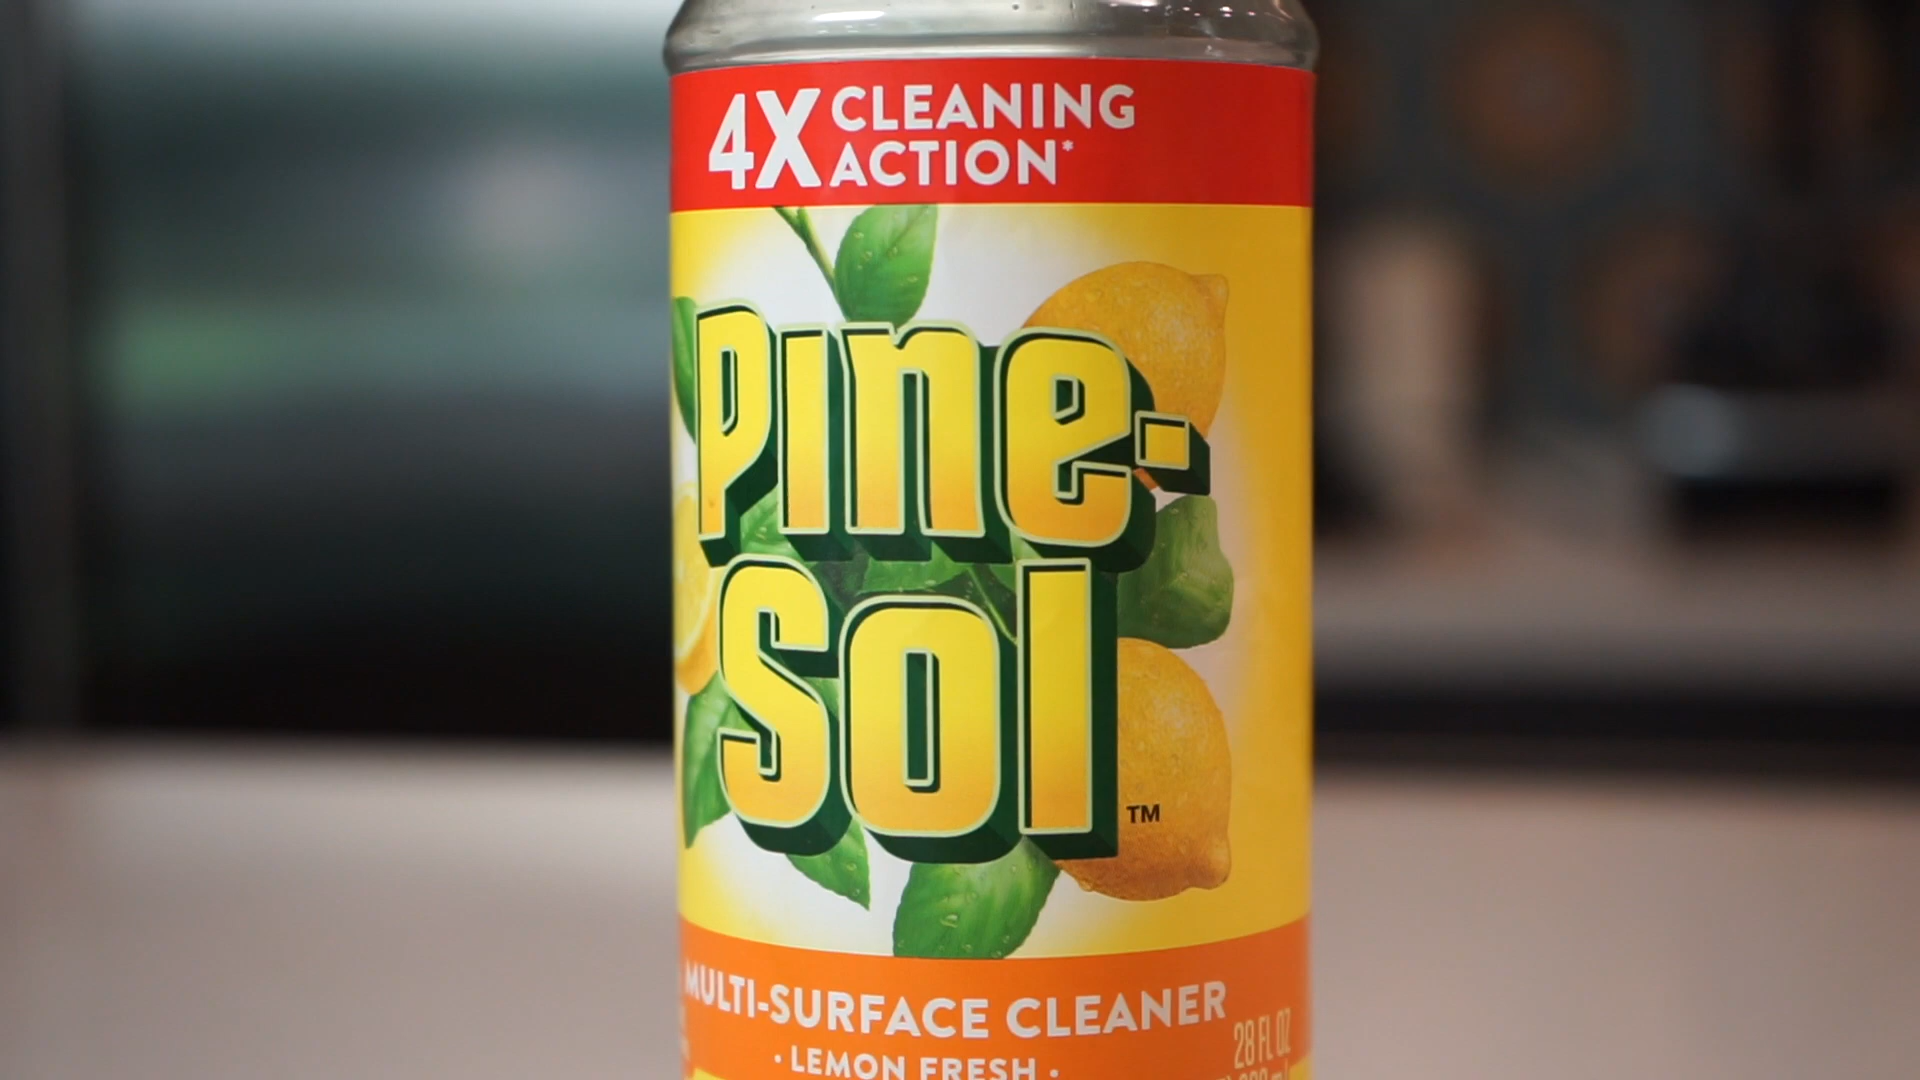 4X CLEANING
ACTION*
Pine-
Sol
™
MULTI-SURFACE CLEANER
· LEMON FRESH ·
28 FL OZ